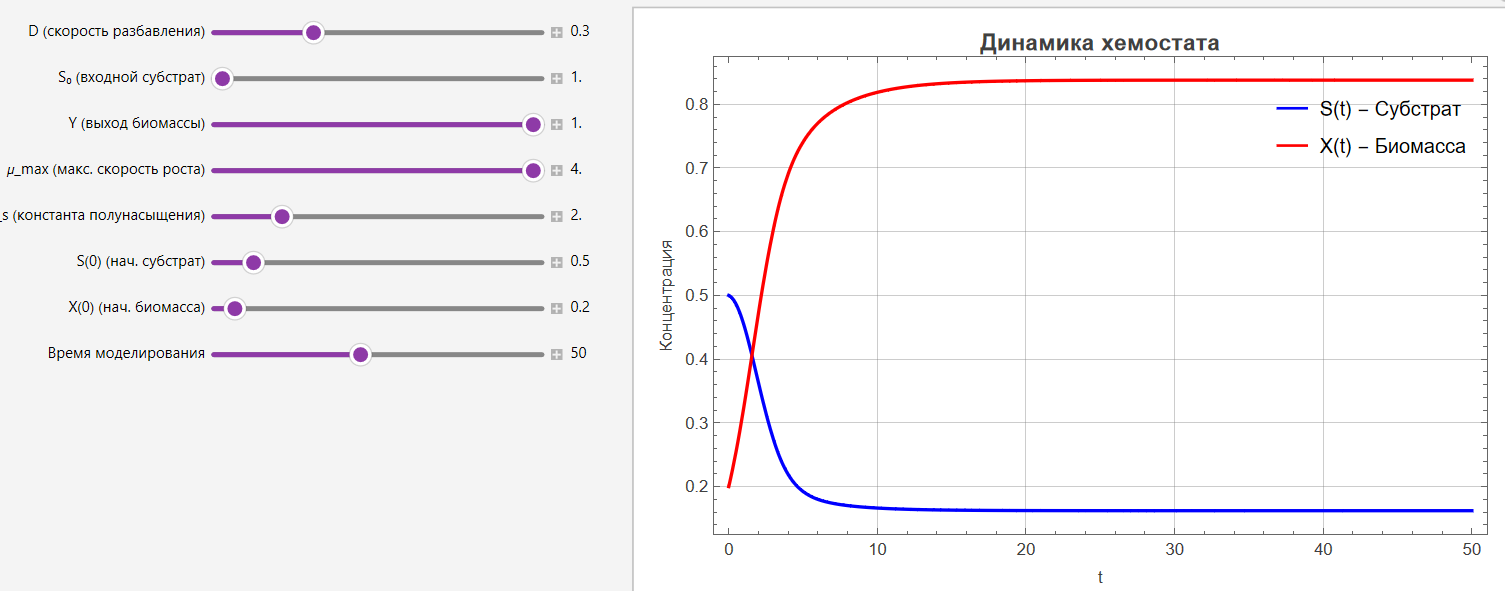 D (скорость разбавления) 0.3
S₀ (входной субстрат) 1.
Y (выход биомассы) 1.
μ_max (макс. скорость роста) 4.
_s (константа полунасыщения) 2.
S(0) (нач. субстрат) 0.5
X(0) (нач. биомасса) 0.2
Время моделирования 50
Динамика хемостата
S(t) – Субстрат
X(t) – Биомасса
Концентрация
0.8
0.7
0.6
0.5
0.4
0.3
0.2
0 10 20 30 40 50
t